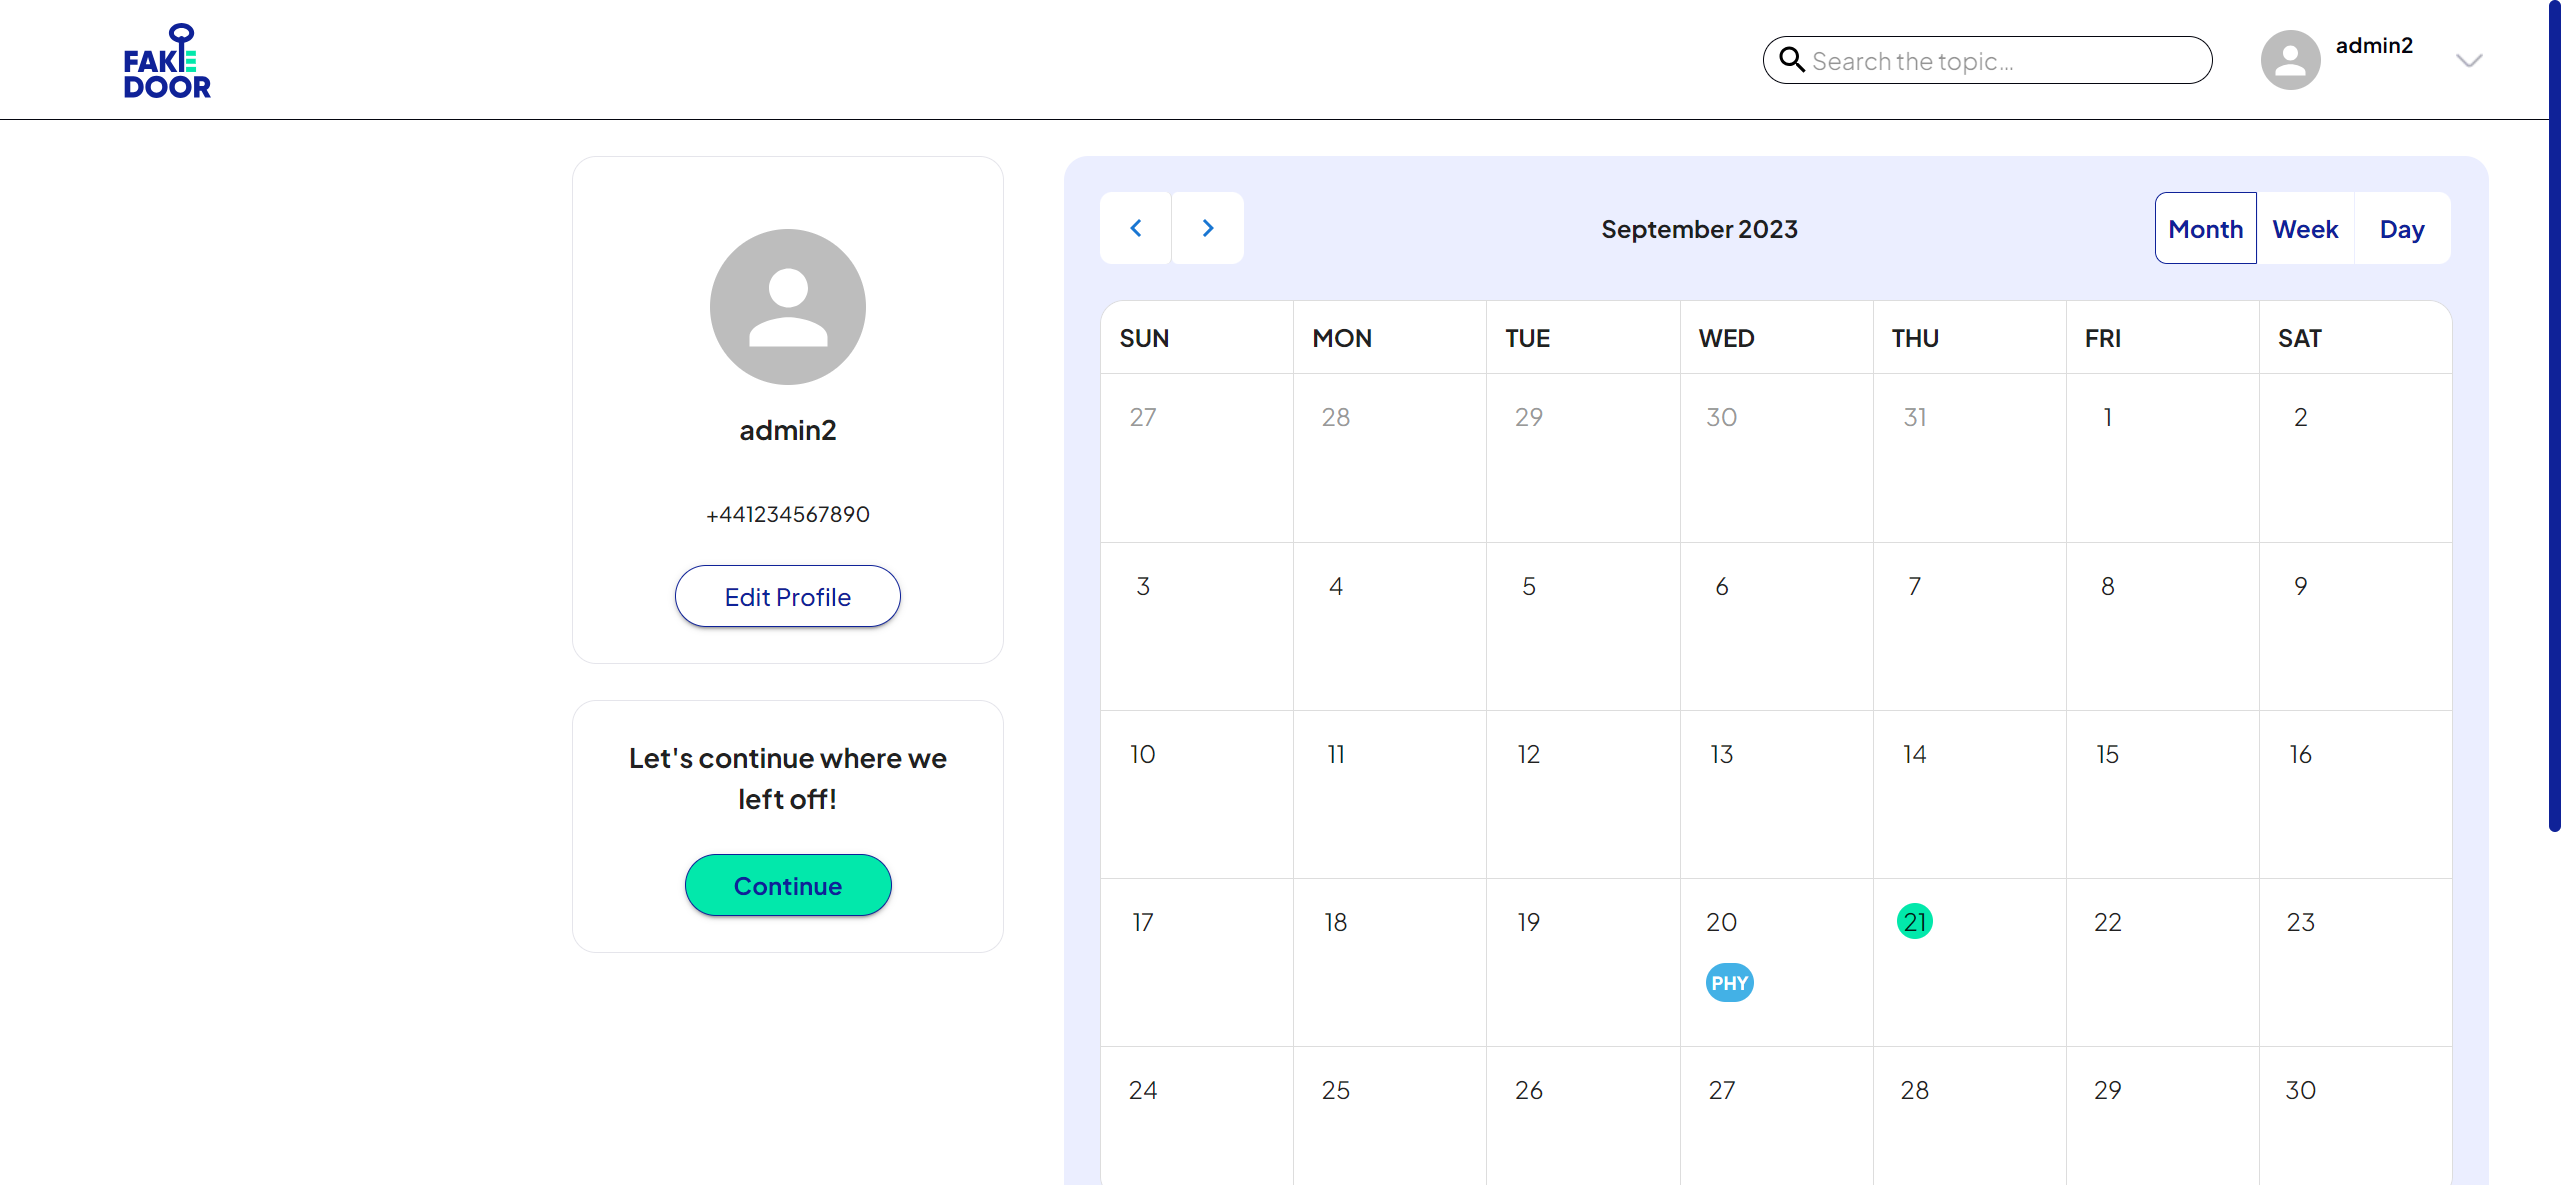 FAKE
DOOR
Search the topic...
admin2
admin2
+441234567890
Edit Profile
Let's continue where we
left off!
Continue
September 2023
Month Week Day
SUN MON TUE WED THU FRI SAT
27 28 29 30 31 1 2
3 4 5 6 7 8 9
10 11 12 13 14 15 16
17 18 19 20 21 22 23
PHY
24 25 26 27 28 29 30